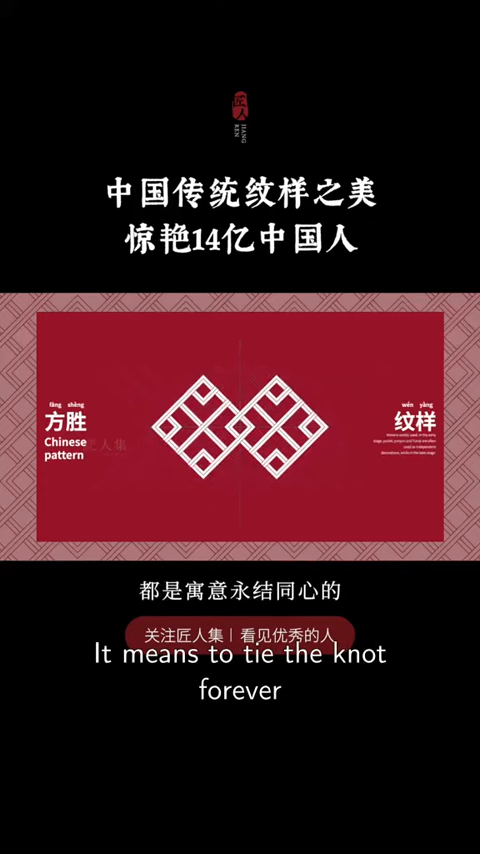 匠人
JIANG
REN
中国传统纹样之美
惊艳14亿中国人
fāng shèng
方胜
Chinese
pattern
匠人集
wén yàng
纹样
都是寓意永结同心的
关注匠人集 | 看见优秀的人
It means to tie the knot
forever